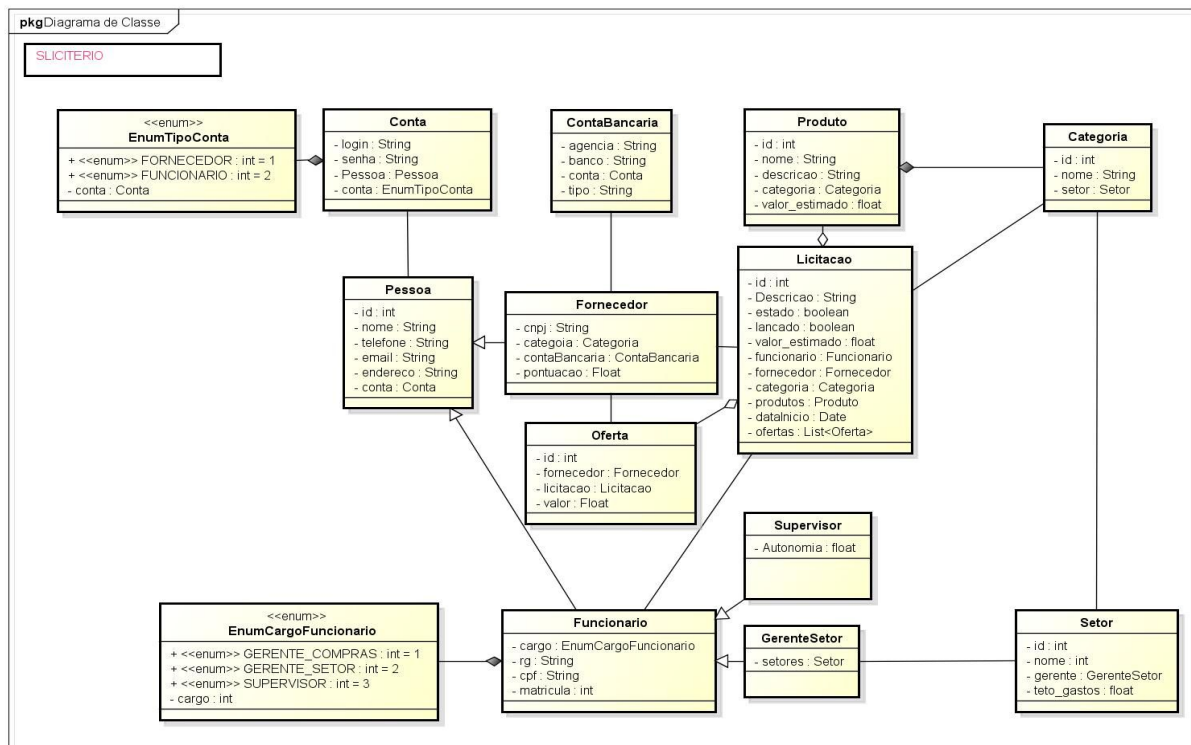 pkg Diagrama de Classe
SLICITERIO
<<enum>>
EnumTipoConta
+ <<enum>> FORNECEDOR : int = 1
+ <<enum>> FUNCIONARIO : int = 2
- conta : Conta
Conta
- login : String
- senha : String
- Pessoa : Pessoa
- conta : EnumTipoConta
ContaBancaria
- agencia : String
- banco : String
- conta : Conta
- tipo : String
Produto
- id : int
- nome : String
- descricao : String
- categoria : Categoria
- valor_estimado : float
Categoria
- id : int
- nome : String
- setor : Setor
Pessoa
- id : int
- nome : String
- telefone : String
- email : String
- endereco : String
- conta : Conta
Fornecedor
- cnpj : String
- categoia : Categoria
- contaBancaria : ContaBancaria
- pontuacao : Float
Licitacao
- id : int
- Descricao : String
- estado : boolean
- lancado : boolean
- valor_estimado : float
- funcionario : Funcionario
- fornecedor : Fornecedor
- categoria : Categoria
- produtos : Produto
- dataInicio : Date
- ofertas : List<Oferta>
Oferta
- id : int
- fornecedor : Fornecedor
- licitacao : Licitacao
- valor : Float
Supervisor
- Autonomia : float
<<enum>>
EnumCargoFuncionario
+ <<enum>> GERENTE_COMPRAS : int = 1
+ <<enum>> GERENTE_SETOR : int = 2
+ <<enum>> SUPERVISOR : int = 3
- cargo : int
Funcionario
- cargo : EnumCargoFuncionario
- rg : String
- cpf : String
- matricula : int
GerenteSetor
- setores : Setor
Setor
- id : int
- nome : int
- gerente : GerenteSetor
- teto_gastos : float